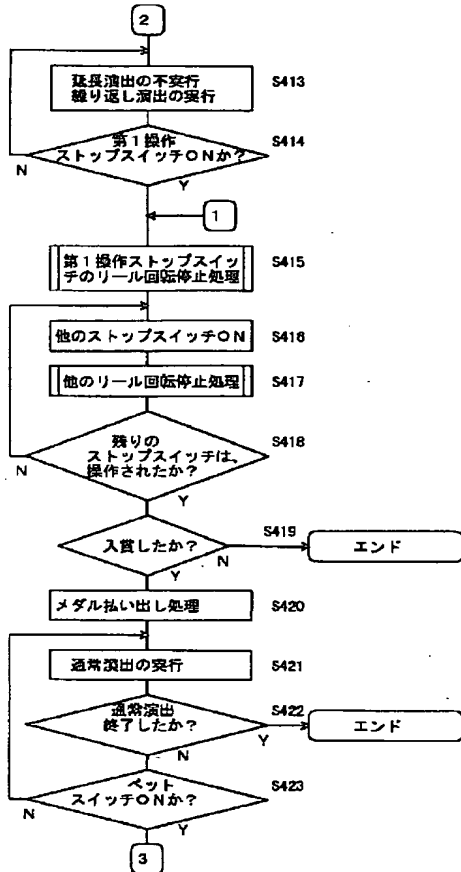 2
延長演出の不実行
繰り返し演出の実行
S413
第1操作
ストップスイッチONか?
S414
N
Y
1
第1操作ストップスイッ
チのリール回転停止処理
S415
他のストップスイッチON
S416
他のリール回転停止処理
S417
残りの
ストップスイッチは、
操作されたか?
S418
N
Y
入賞したか?
S419
N
エンド
Y
メダル払い出し処理
S420
通常演出の実行
S421
通常演出
終了したか?
S422
Y
エンド
N
ベット
スイッチONか?
S423
N
Y
3